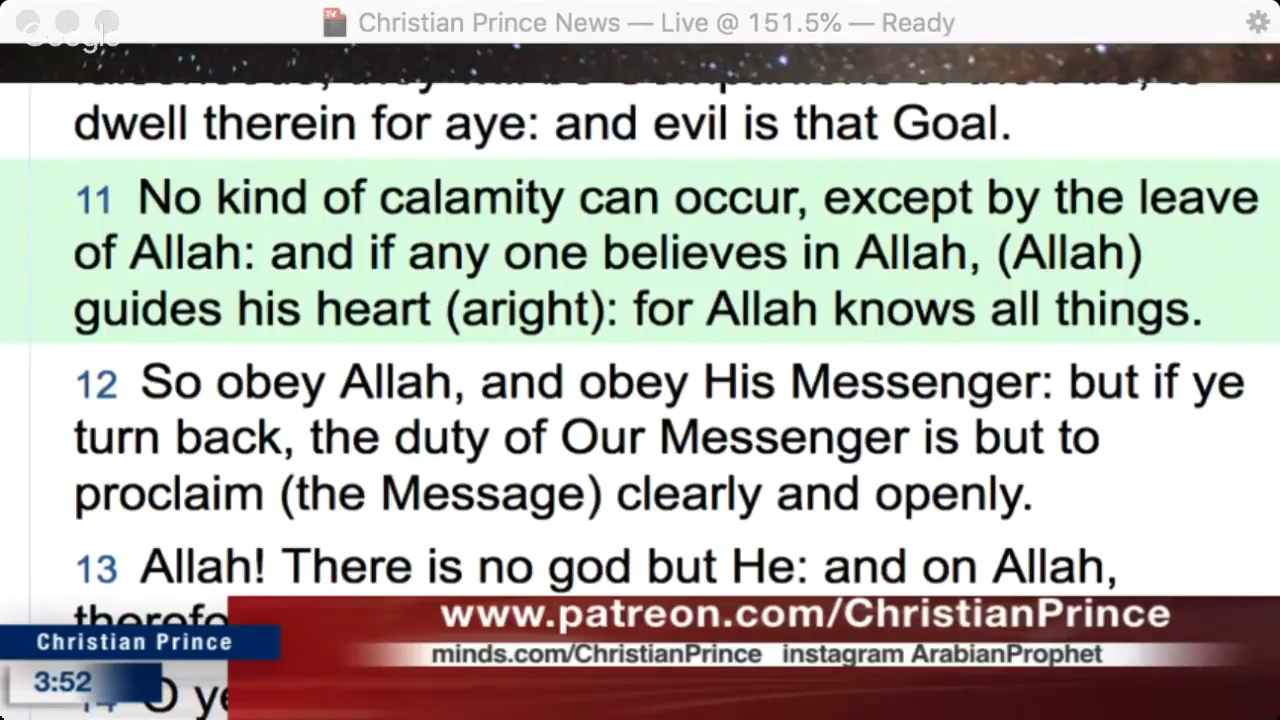 Christian Prince News — Live @ 151.5% — Ready
Google
dwell therein for aye: and evil is that Goal.
11 No kind of calamity can occur, except by the leave
of Allah: and if any one believes in Allah, (Allah)
guides his heart (aright): for Allah knows all things.
12 So obey Allah, and obey His Messenger: but if ye
turn back, the duty of Our Messenger is but to
proclaim (the Message) clearly and openly.
13 Allah! There is no god but He: and on Allah,
www.patreon.com/ChristianPrince
Christian Prince
minds.com/ChristianPrince instagram ArabianProphet
3:52
14 O ye